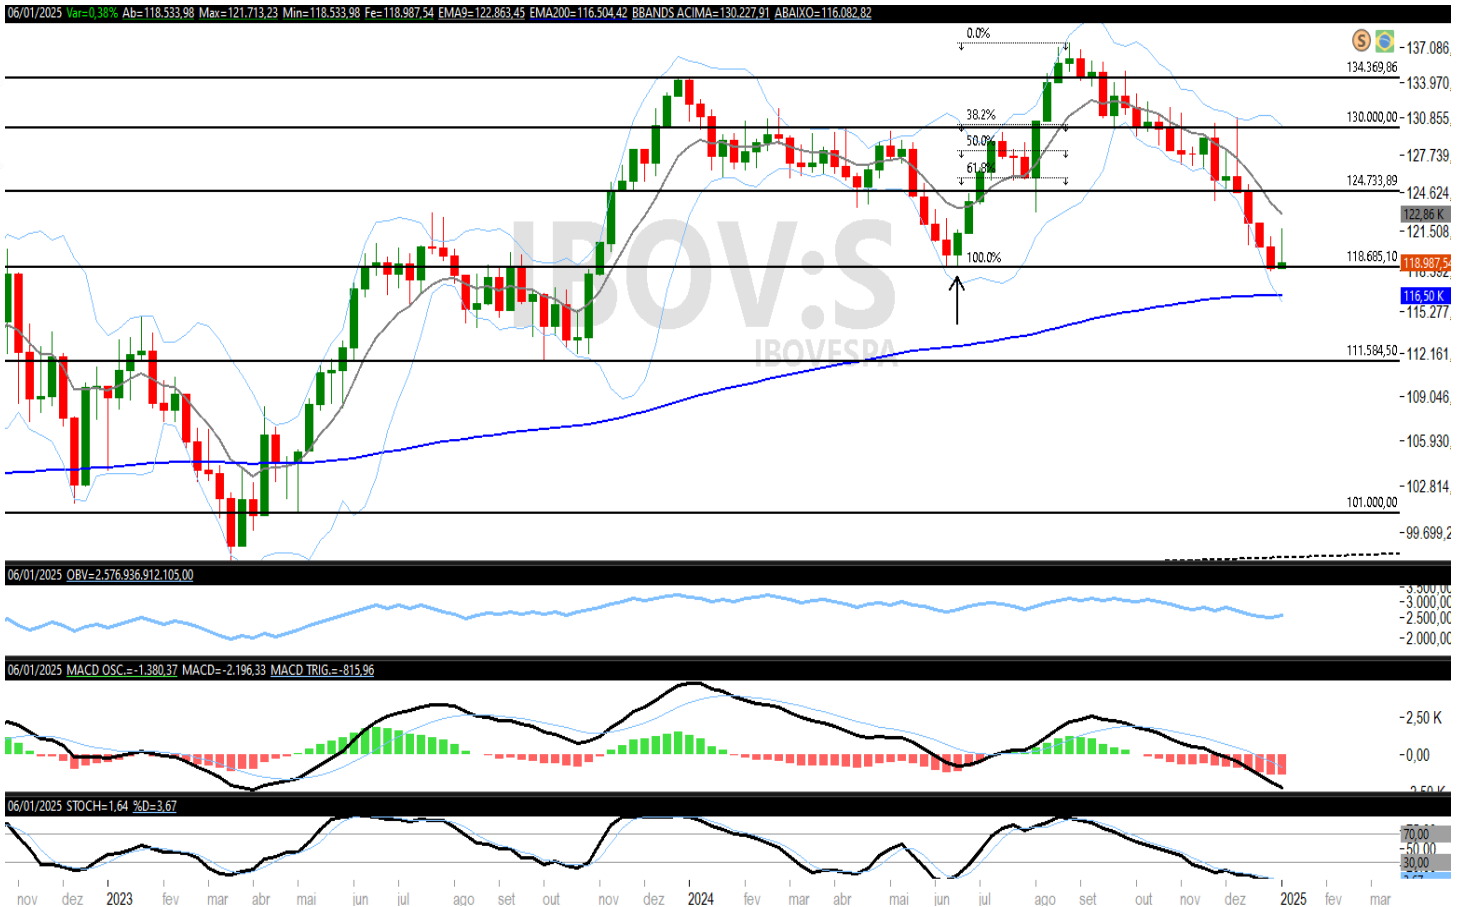 06/01/2025 Var=0,38% Ab=118.533,98 Max=121.713,23 Min=118.533,98 Fe=118.987,54 EMA9=122.863,45 EMA200=116.504,42 BBANDS ACIMA=130.227,91 ABAIXO=116.082,82
S
137.086,
0.0%
134.369,86
133.970,
38.2%
130.000,00
130.855,
50.0%
127.739,
61.8%
124.733,89
124.624,
122,86 K
121.508,
IBOV:S
100.0%
118.685,10
118.987,54
116,50 K
115.277,
IBOVESPA
111.584,50
112.161,
109.046,
105.930,
102.814,
101.000,00
99.699,2
06/01/2025 OBV=2.576.936.912.105,00
3.500,00
3.000,00
2.500,00
2.000,00
06/01/2025 MACD OSC.=-1.380,37 MACD=-2.196,33 MACD TRIG.=-815,96
2,50 K
0,00
06/01/2025 STOCH=1,64 %D=3,67
70,00
50,00
30,00
nov dez 2023 fev mar abr mai jun jul ago set out nov dez 2024 fev mar abr mai jun jul ago set out nov dez 2025 fev mar